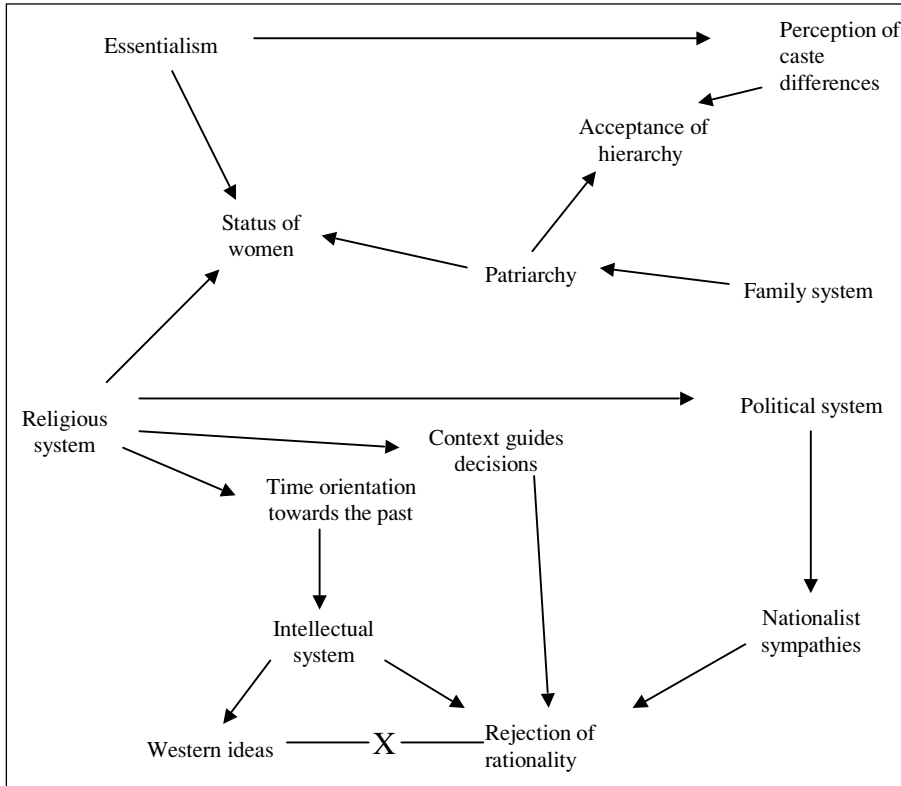 Essentialism
Perception of
caste
differences
Acceptance of
hierarchy
Status of
women
Patriarchy
Family system
Religious
system
Political system
Context guides
decisions
Time orientation
towards the past
Intellectual
system
Nationalist
sympathies
Western ideas
X
Rejection of
rationality